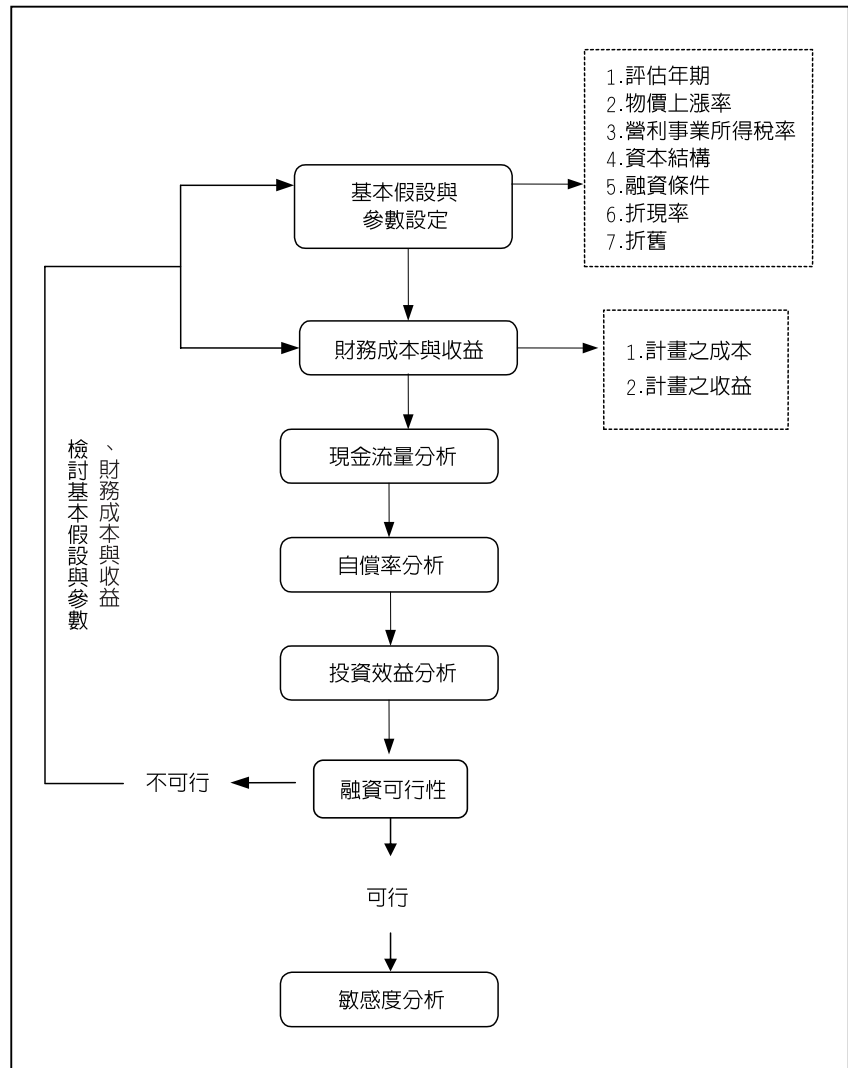 1.評估年期
2.物價上漲率
3.營利事業所得稅率
4.資本結構
5.融資條件
6.折現率
7.折舊
基本假設與
參數設定
財務成本與收益
1.計畫之成本
2.計畫之收益
現金流量分析
自償率分析
投資效益分析
檢討基本假設與參數
、財務成本與收益
不可行
融資可行性
可行
敏感度分析